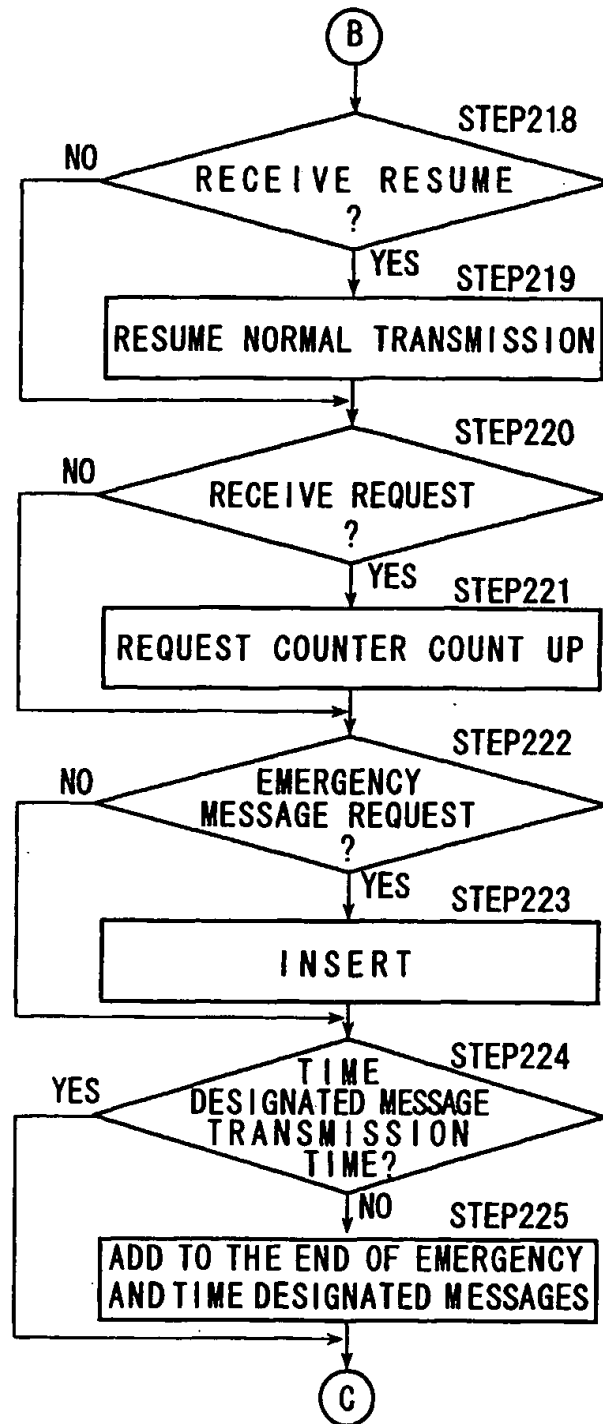 B
STEP218
NO
RECEIVE RESUME
?
YES
STEP219
RESUME NORMAL TRANSMISSION
STEP220
NO
RECEIVE REQUEST
?
YES
STEP221
REQUEST COUNTER COUNT UP
STEP222
NO
EMERGENCY
MESSAGE REQUEST
?
YES
STEP223
INSERT
STEP224
YES
TIME
DESIGNATED MESSAGE
TRANSMISSION
TIME?
NO
STEP225
ADD TO THE END OF EMERGENCY
AND TIME DESIGNATED MESSAGES
C